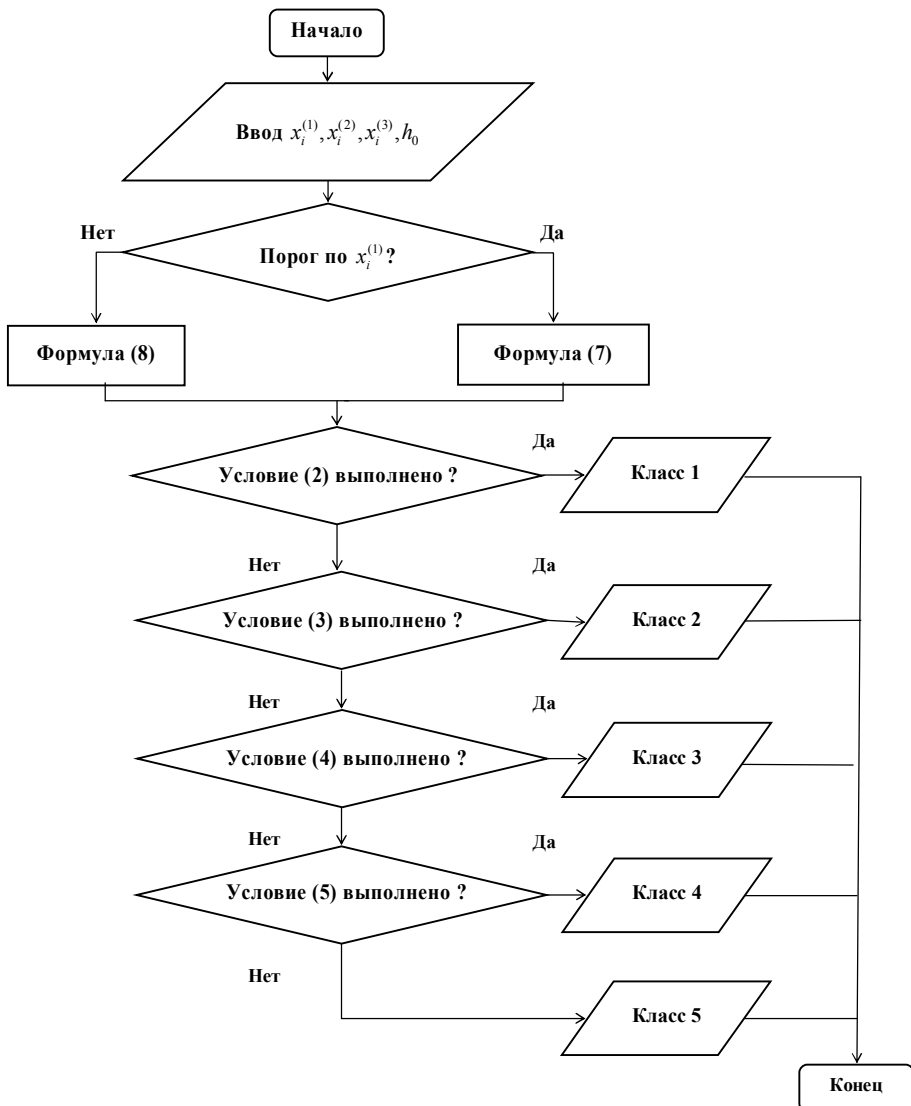 Начало
Ввод $x_i^{(1)}, x_i^{(2)}, x_i^{(3)}, h_0$
Нет
Да
Порог по $x_i^{(1)}$?
Формула (8)
Формула (7)
Да
Условие (2) выполнено ?
Класс 1
Нет
Да
Условие (3) выполнено ?
Класс 2
Нет
Да
Условие (4) выполнено ?
Класс 3
Нет
Да
Условие (5) выполнено ?
Класс 4
Нет
Класс 5
Конец